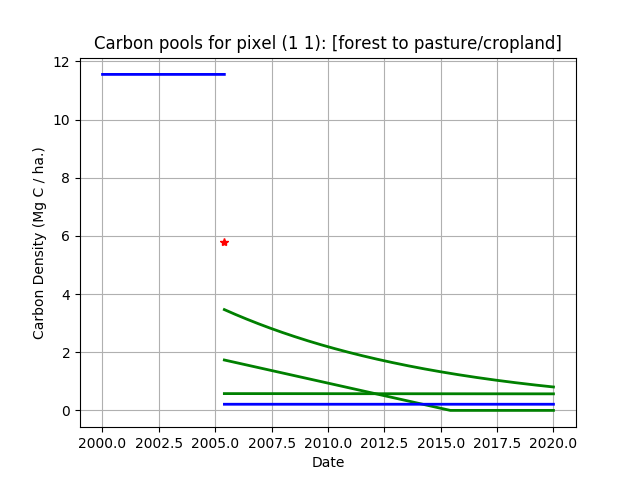 Carbon pools for pixel (1 1): [forest to pasture/cropland]
Carbon Density (Mg C / ha.)
12
10
8
6
4
2
0
2000.0 2002.5 2005.0 2007.5 2010.0 2012.5 2015.0 2017.5 2020.0
Date